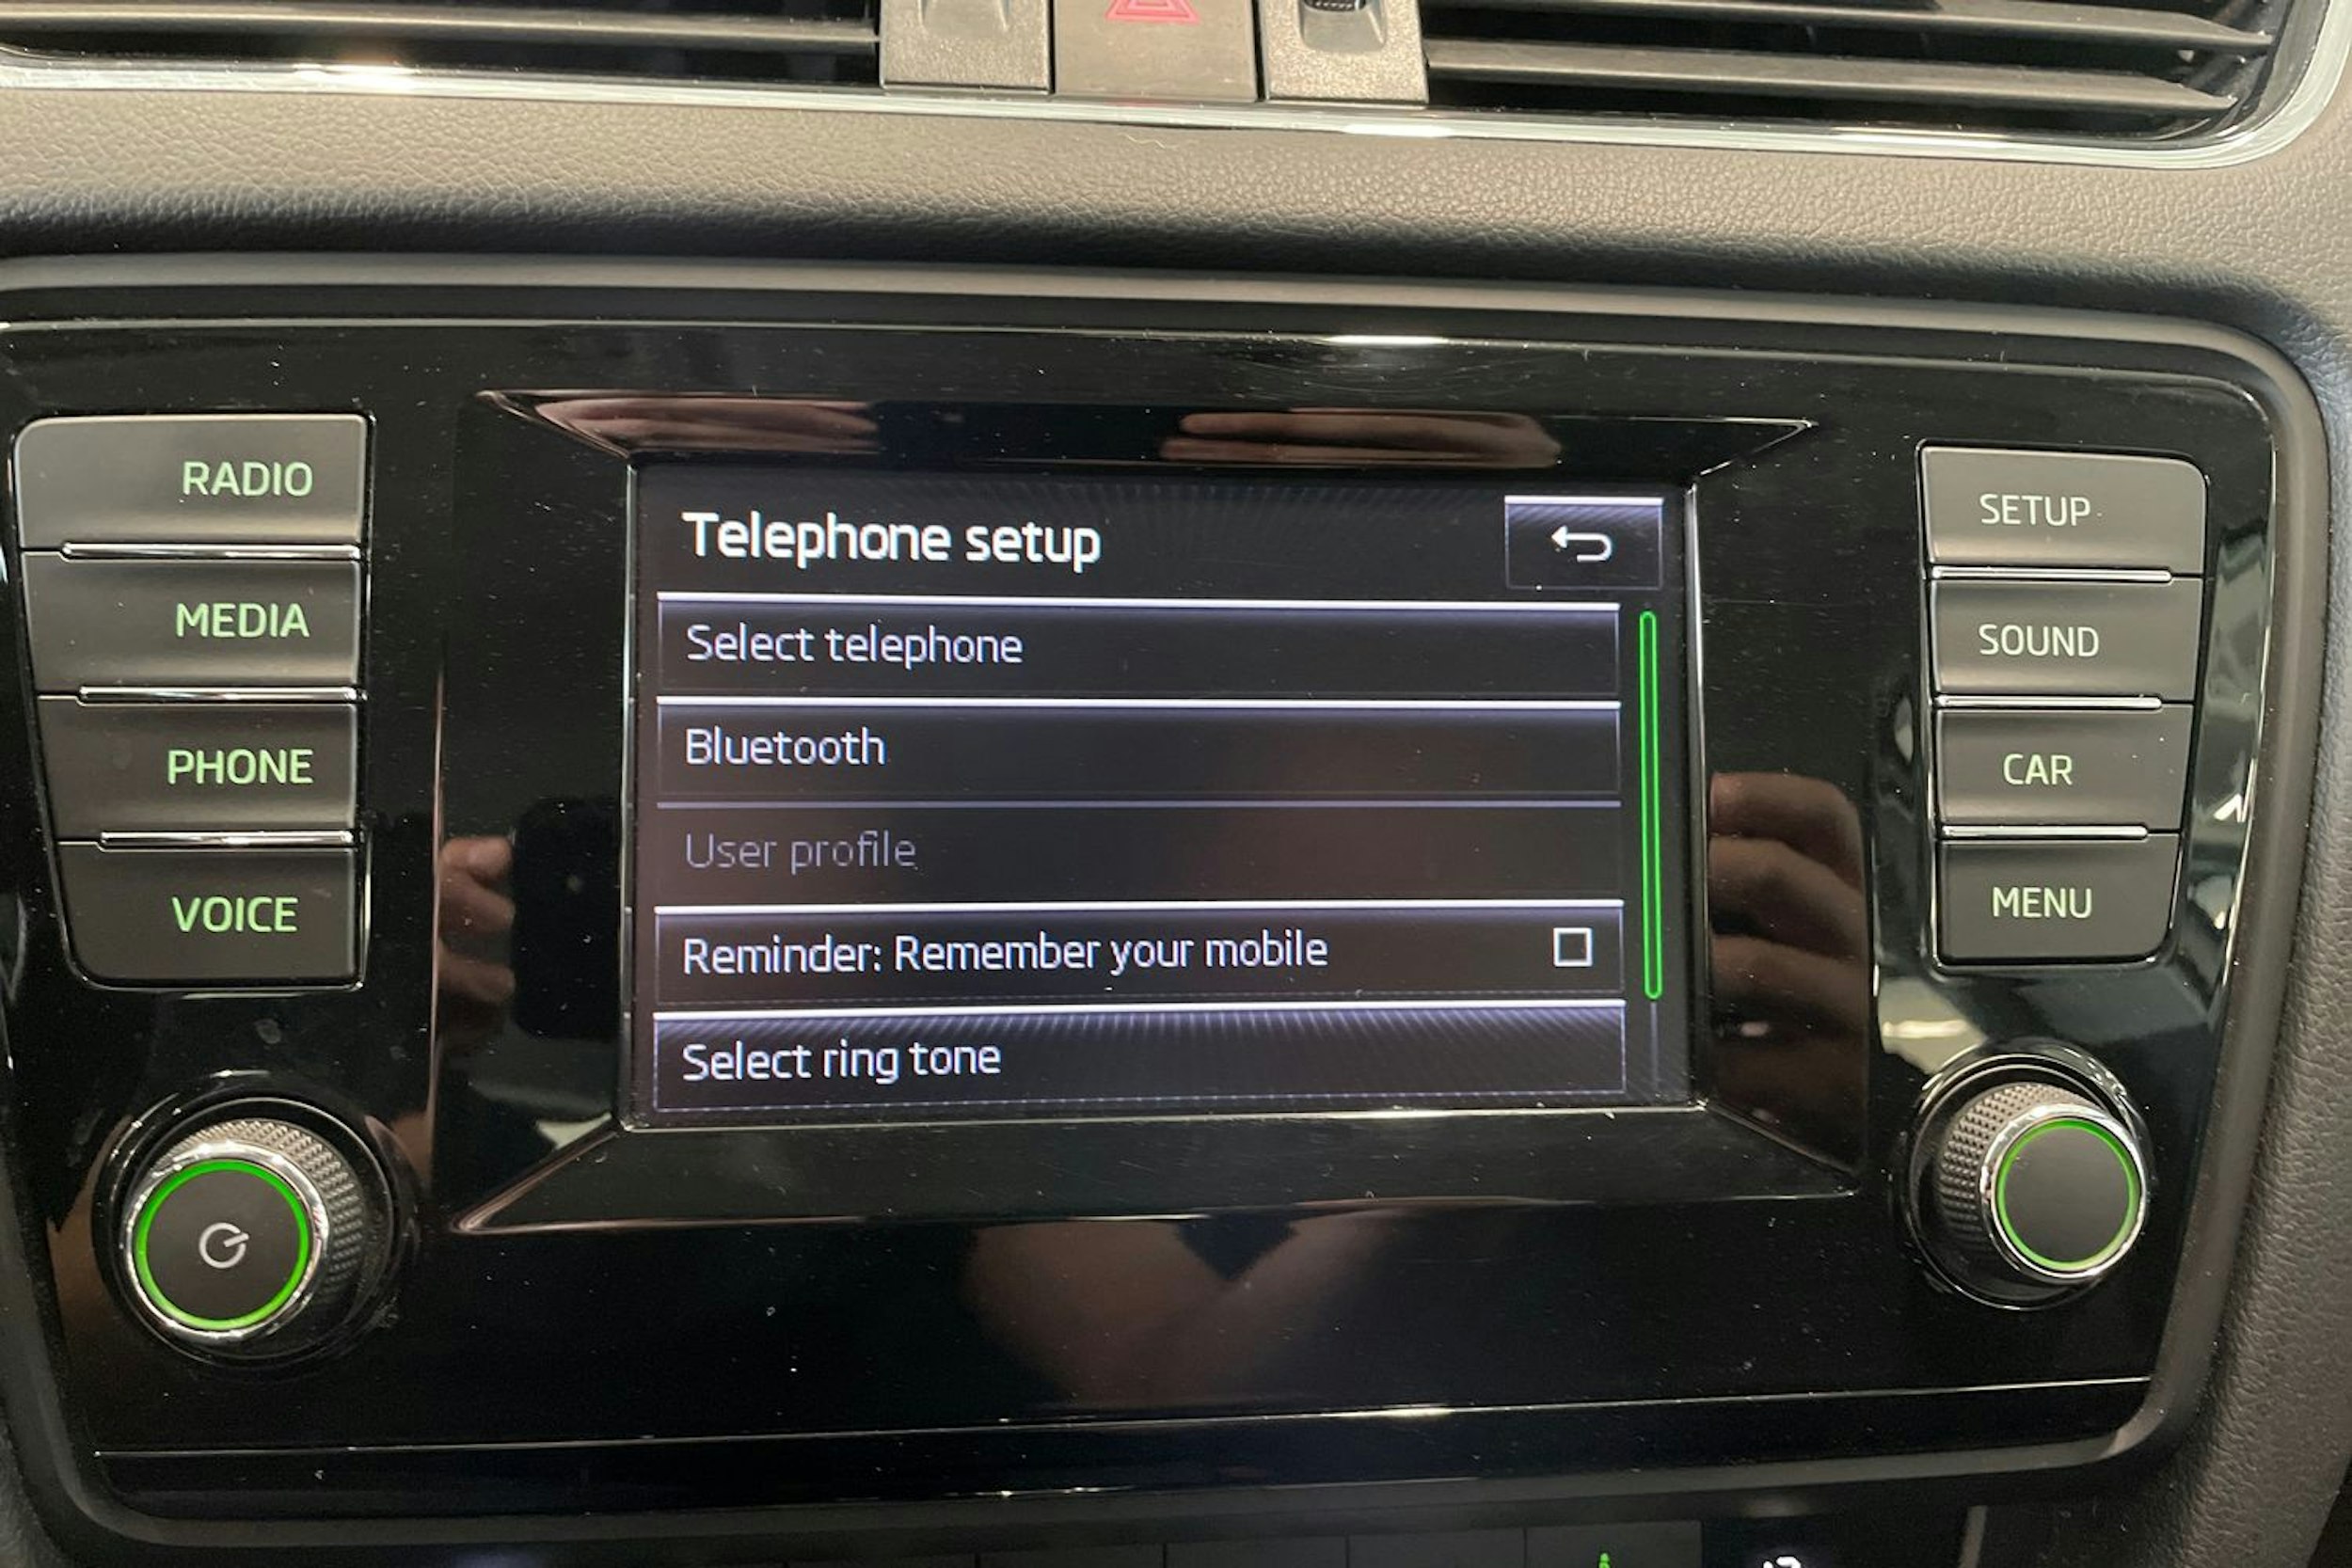 RADIO
MEDIA
PHONE
VOICE
Telephone setup
Select telephone
Bluetooth
User profile
Reminder: Remember your mobile
Select ring tone
SETUP
SOUND
CAR
MENU